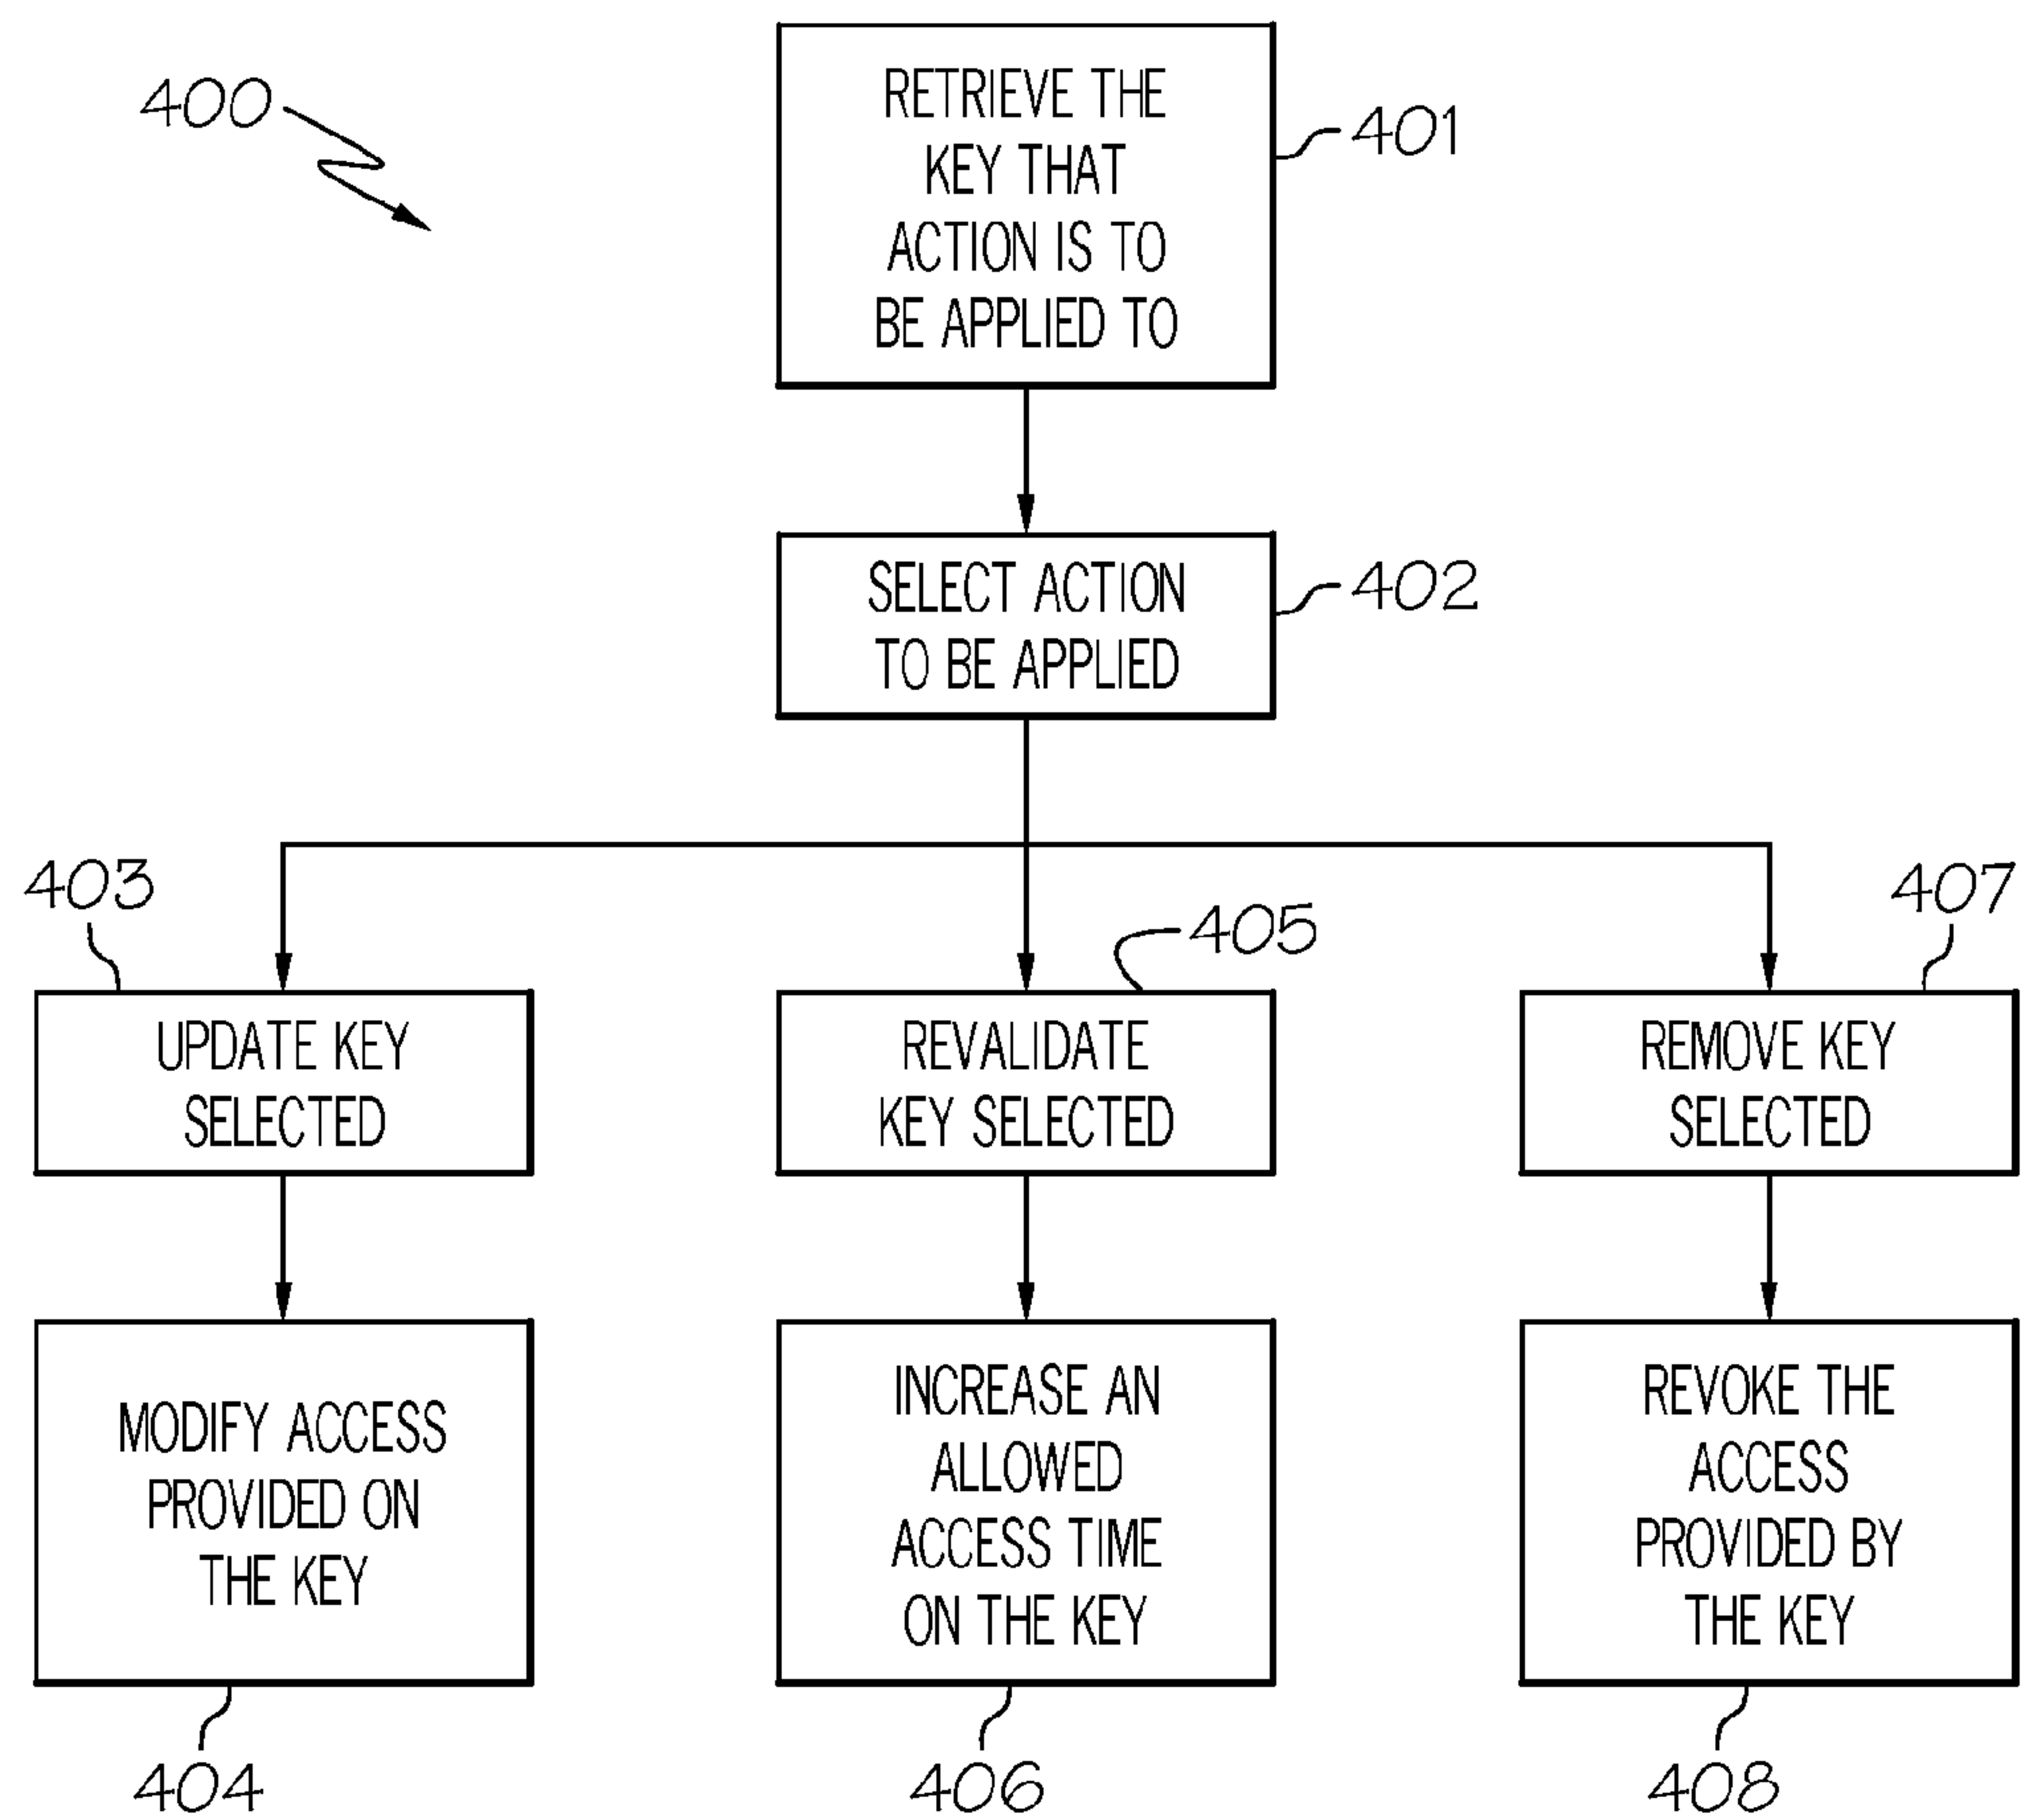 400
RETRIEVE THE
KEY THAT
ACTION IS TO
BE APPLIED TO
401
SELECT ACTION
TO BE APPLIED
402
403
UPDATE KEY
SELECTED
405
REVALIDATE
KEY SELECTED
407
REMOVE KEY
SELECTED
MODIFY ACCESS
PROVIDED ON
THE KEY
404
INCREASE AN
ALLOWED
ACCESS TIME
ON THE KEY
406
REVOKE THE
ACCESS
PROVIDED BY
THE KEY
408